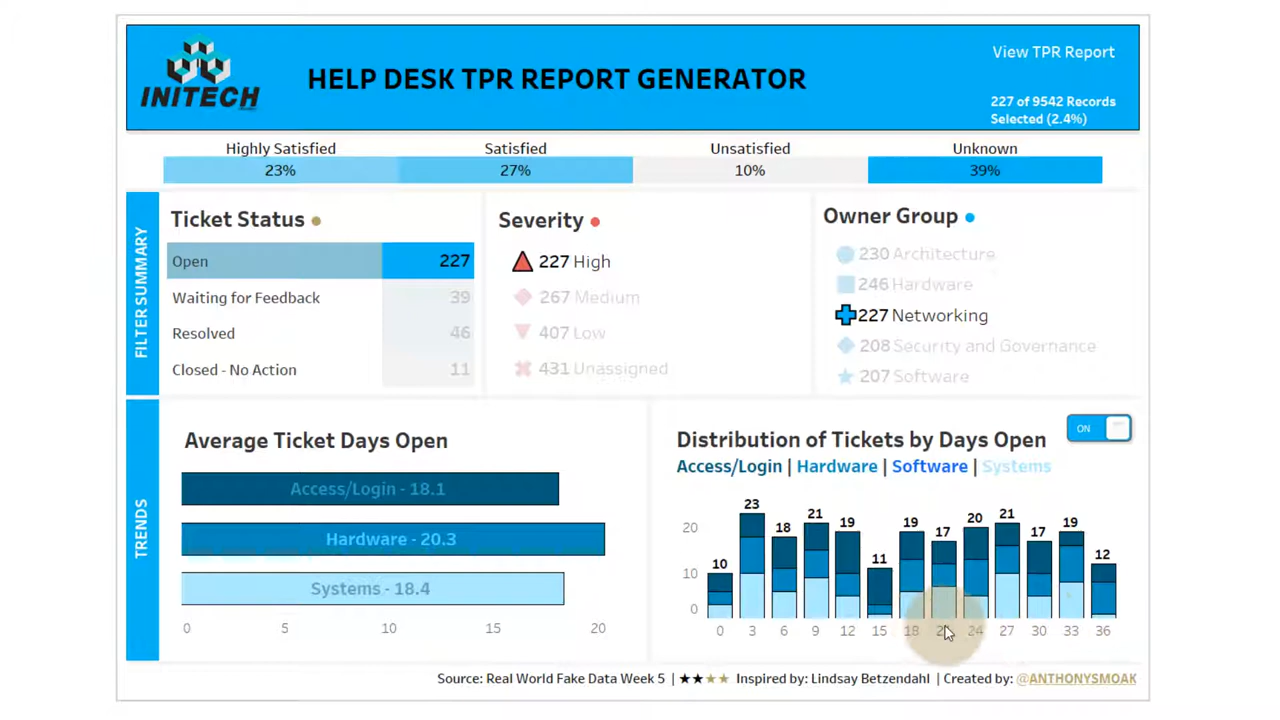 View TPR Report
INITECH
HELP DESK TPR REPORT GENERATOR
227 of 9542 Records
Selected (2.4%)
Highly Satisfied Satisfied Unsatisfied Unknown
23% 27% 10% 39%
FILTER SUMMARY
Ticket Status
Open 227
Waiting for Feedback 39
Resolved 46
Closed - No Action 11
Severity
227 High
267 Medium
407 Low
431 Unassigned
Owner Group
230 Architecture
246 Hardware
227 Networking
208 Security and Governance
207 Software
TRENDS
Average Ticket Days Open
Access/Login - 18.1
Hardware - 20.3
Systems - 18.4
0 5 10 15 20
ON
Distribution of Tickets by Days Open
Access/Login | Hardware | Software | Systems
20
10
0
10 23 18 21 19 11 19 17 20 21 17 19 12
0 3 6 9 12 15 18 24 27 30 33 36
Source: Real World Fake Data Week 5 | ★★★★ Inspired by: Lindsay Betzendahl | Created by: @ANTHONYSMOAK